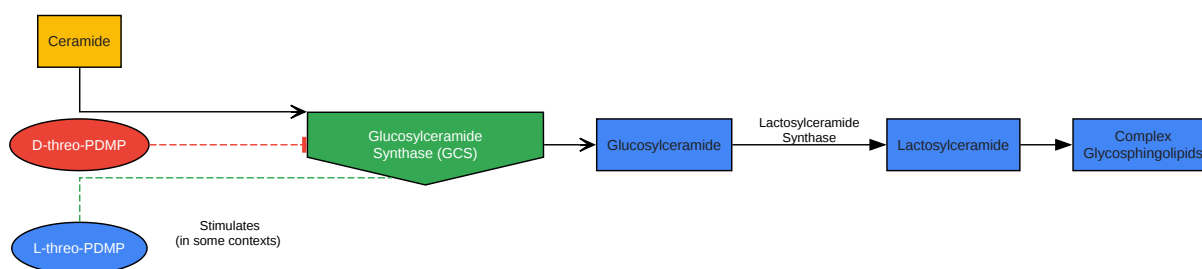 Ceramide
D-threo-PDMP
Glucosylceramide
Synthase (GCS)
Glucosylceramide
Lactosylceramide
Synthase
Lactosylceramide
Complex
Glycosphingolipids
L-threo-PDMP
Stimulates
(in some contexts)